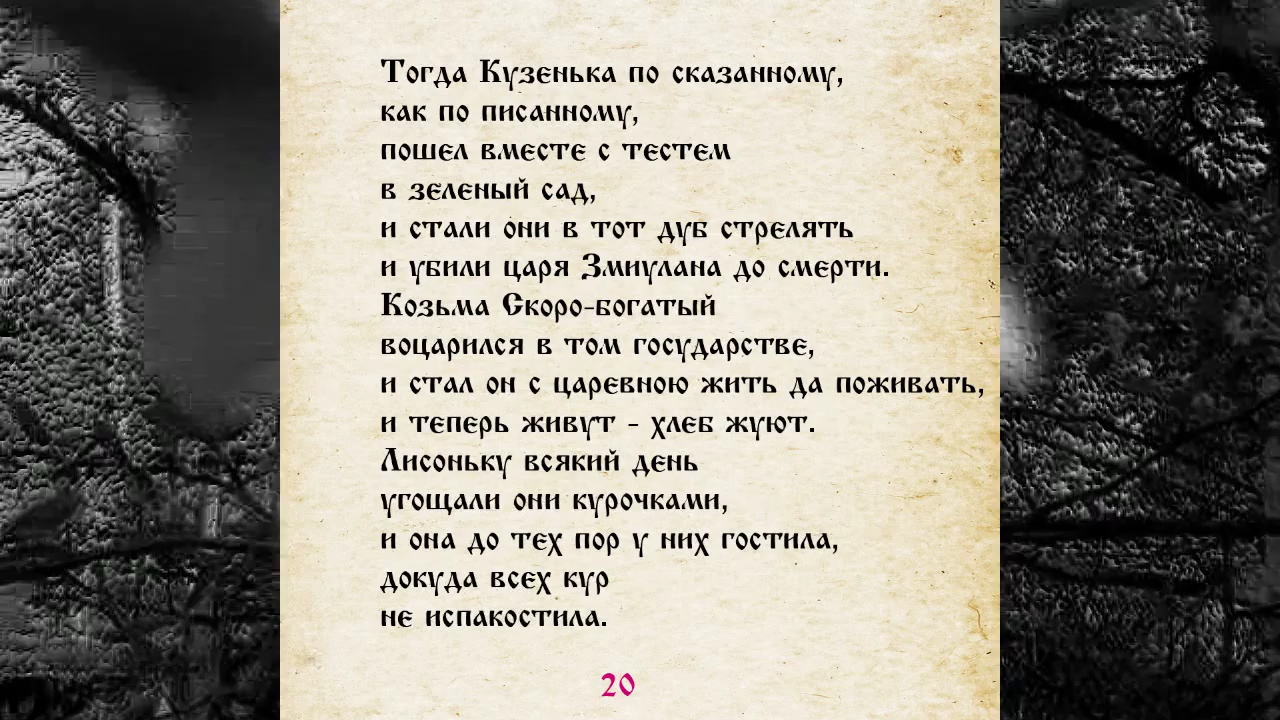 Тогда Кузенька по сказанному,
как по писанному,
пошел вместе с тестем
в зеленый сад,
и стали они в тот дуб стрелять
и убили царя Змиулана до смерти.
Козьма Скоро-богатый
воцарился в том государстве,
и стал он с царевною жить да поживать,
и теперь живут - хлеб жуют.
Лисоньку всякий день
угощали они курочками,
и она до тех пор у них гостила,
докуда всех кур
не испакостила.
20